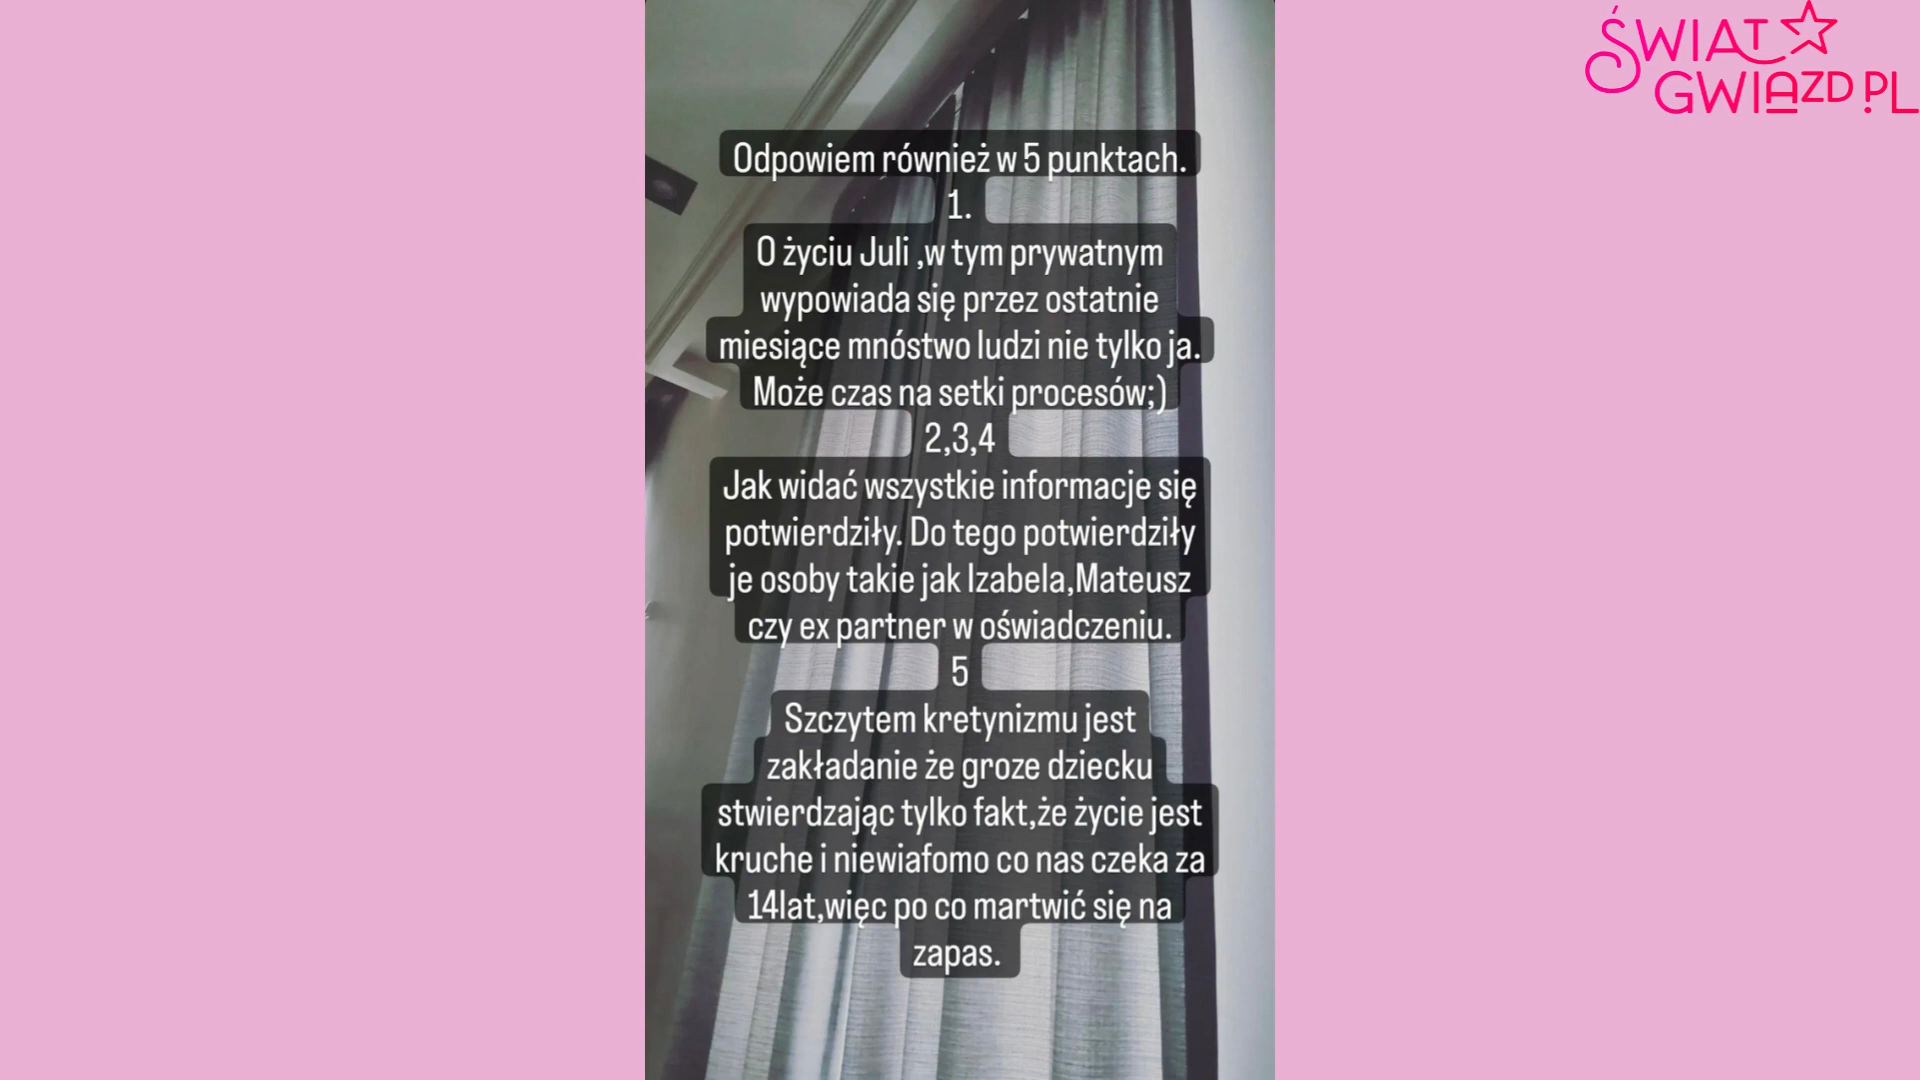 ŚWIAT
GWIAZD.PL
Odpowiem również w 5 punktach.
1.
O życiu Juli ,w tym prywatnym
wypowiada się przez ostatnie
miesiące mnóstwo ludzi nie tylko ja.
Może czas na setki procesów;)
2,3,4
Jak widać wszystkie informacje się
potwierdziły. Do tego potwierdziły
je osoby takie jak Izabela,Mateusz
czy ex partner w oświadczeniu.
5
Szczytem kretynizmu jest
zakładanie że groze dziecku
stwierdzając tylko fakt,że życie jest
kruche i niewiafomo co nas czeka za
14lat,więc po co martwić się na
zapas.